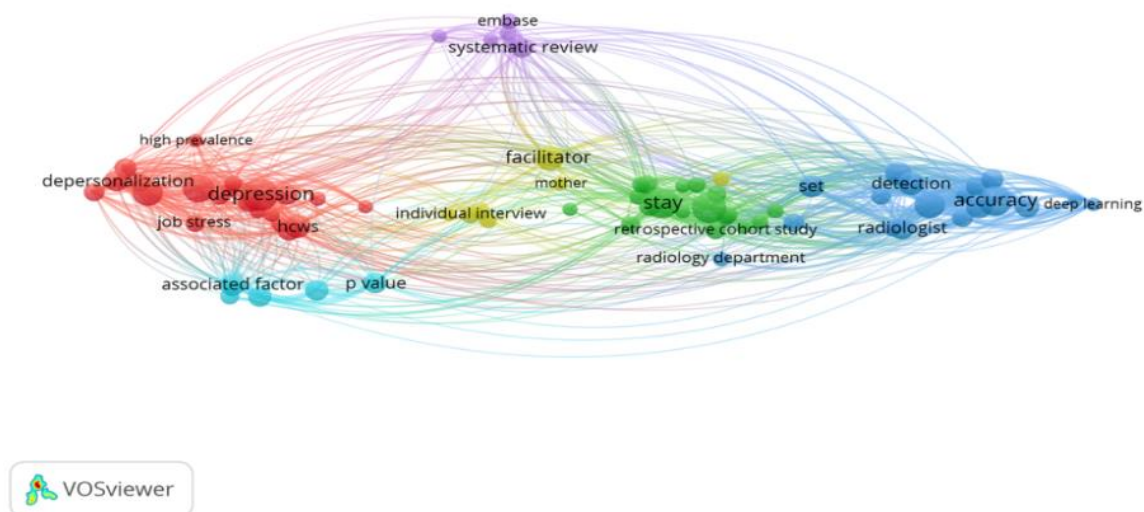 embase
systematic review
high prevalence
facilitator
depersonalization
mother
detection
set
depression
stay
accuracy
deep learning
individual interview
job stress
hcws
retrospective cohort study
radiologist
radiology department
associated factor
p value
VOSviewer